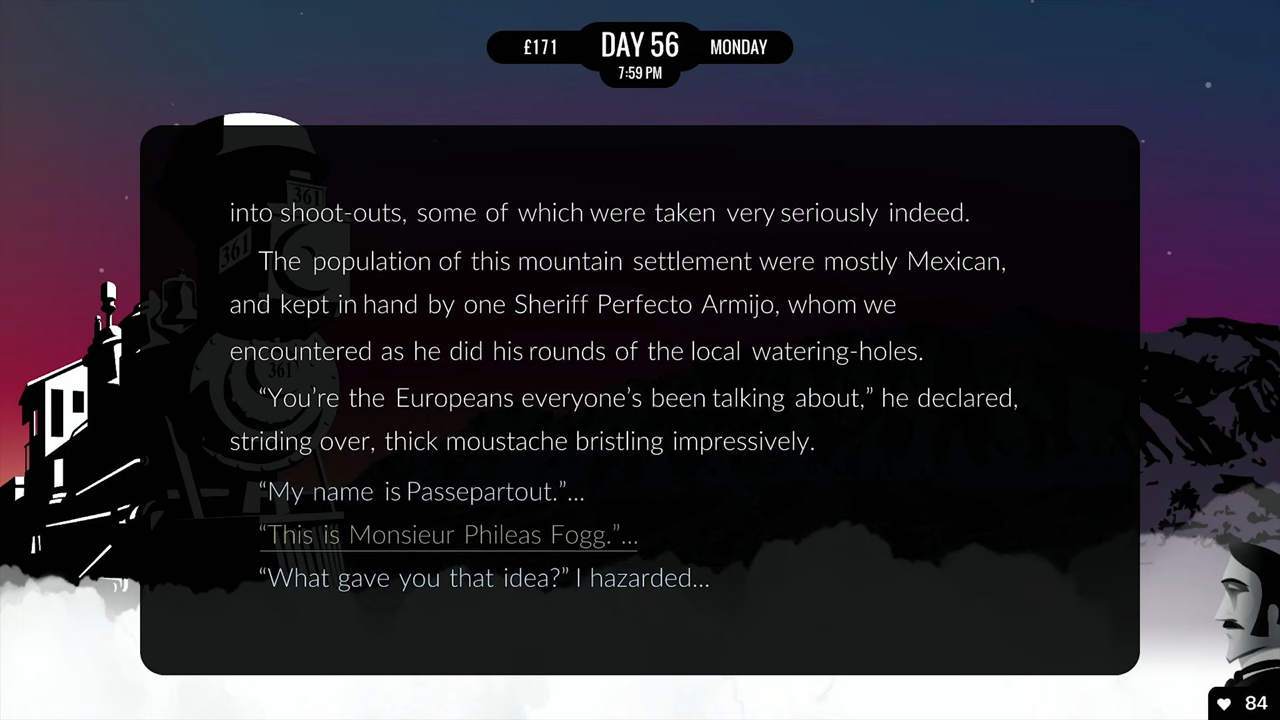 £171
DAY 56
MONDAY
7:59 PM
361
361
361
into shoot-outs, some of which were taken very seriously indeed.
The population of this mountain settlement were mostly Mexican,
and kept in hand by one Sheriff Perfecto Armijo, whom we
encountered as he did his rounds of the local watering-holes.
“You’re the Europeans everyone’s been talking about,” he declared,
striding over, thick moustache bristling impressively.
“My name is Passepartout.”...
“This is Monsieur Phileas Fogg.”...
“What gave you that idea?” I hazarded...
84